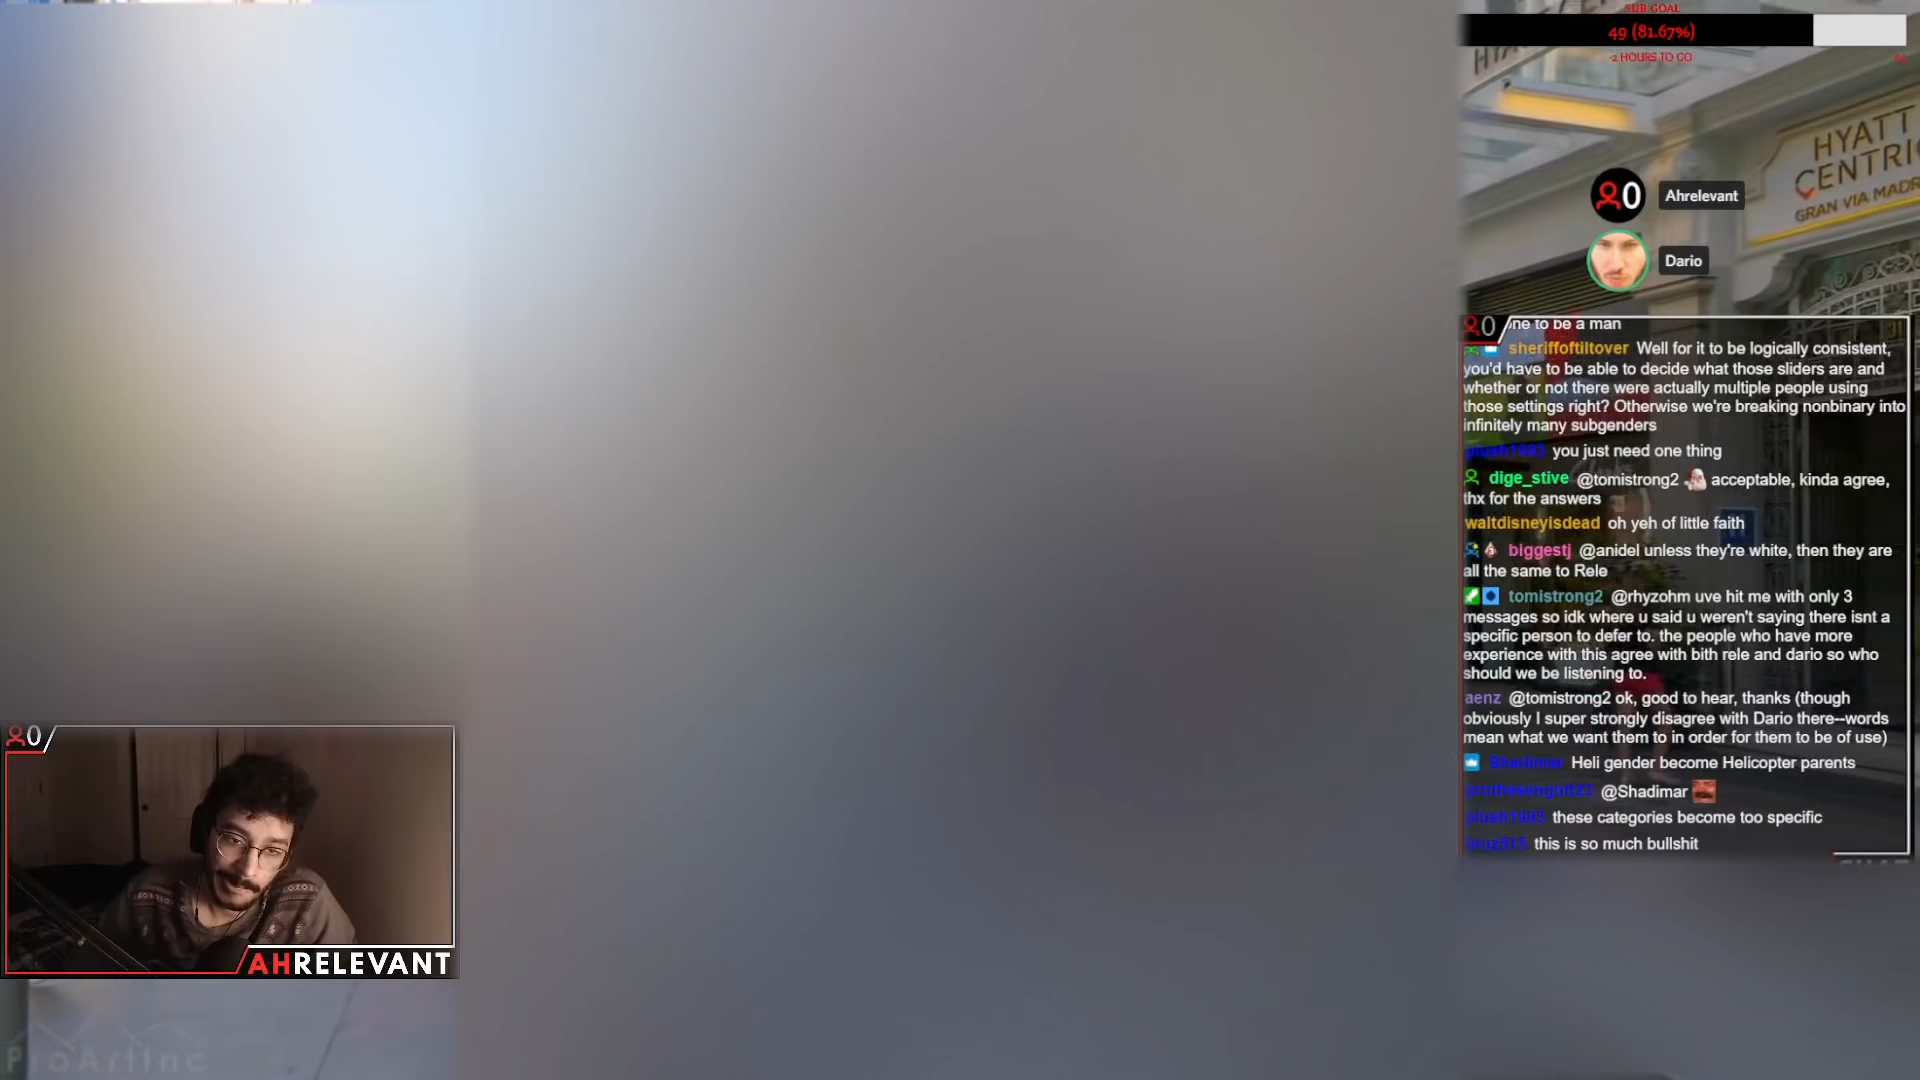 SUB GOAL
49 (81.67%)
-2 HOURS TO GO
HYATT
CENTRIC
GRAN VIA MADR
0 Ahrelevant
Dario
0 ine to be a man
sheriffoftiltover Well for it to be logically consistent,
you'd have to be able to decide what those sliders are and
whether or not there were actually multiple people using
those settings right? Otherwise we're breaking nonbinary into
infinitely many subgenders
plush1993 you just need one thing
dige_stive @tomistrong2 acceptable, kinda agree,
thx for the answers
waltdisneyisdead oh yeh of little faith
biggestj @anidel unless they're white, then they are
all the same to Rele
tomistrong2 @rhyzohm uve hit me with only 3
messages so idk where u said u weren't saying there isnt a
specific person to defer to. the people who have more
experience with this agree with bith rele and dario so who
should we be listening to.
aenz @tomistrong2 ok, good to hear, thanks (though
obviously I super strongly disagree with Dario there--words
mean what we want them to in order for them to be of use)
Shadimar Heli gender become Helicopter parents
@Shadimar
plush1993 these categories become too specific
this is so much bullshit
0
AHRELEVANT
ProArtInc